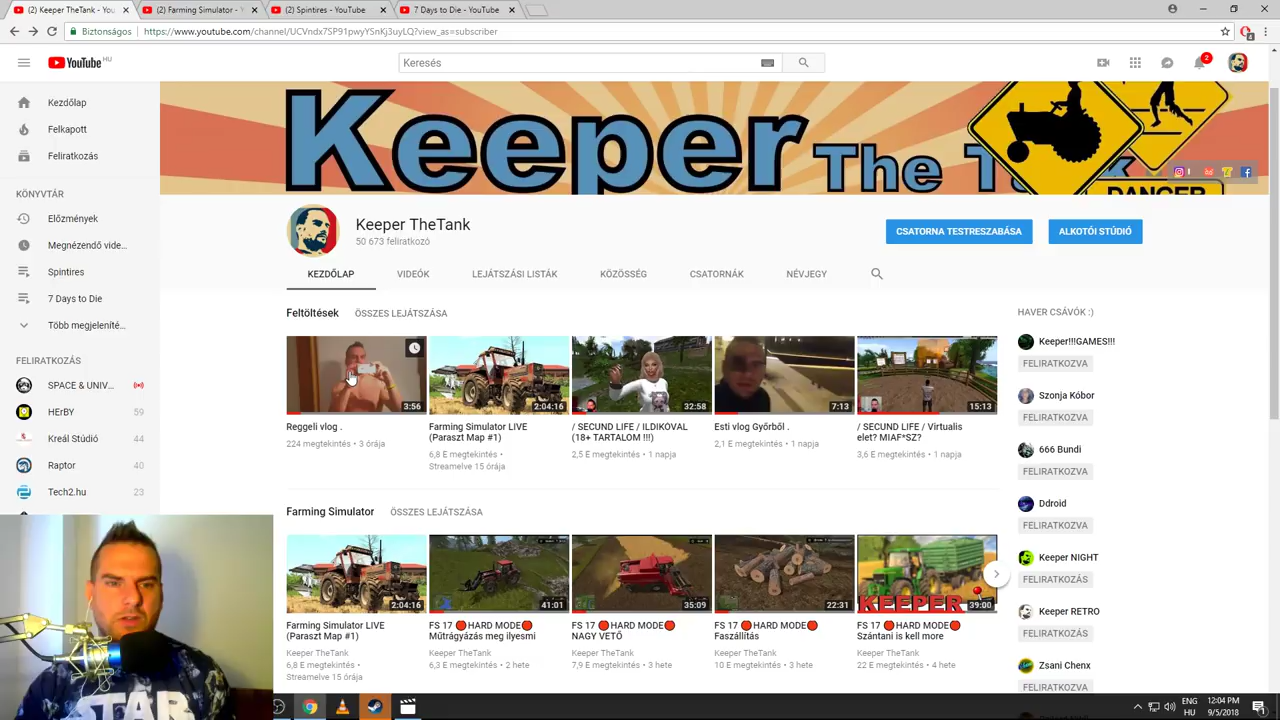 (2) Keeper TheTank - You
(2) Farming Simulator - Y
(2) Spintires - YouTube
7 Days to Die - YouTube
Biztonságos
https://www.youtube.com/channel/UCVndx7SP91pwyYSnKj3uyLQ?view_as=subscriber
YouTube HU
Keresés
2
Kezdőlap
Felkapott
Feliratkozás
KÖNYVTÁR
Előzmények
Megnézendő vide...
Spintires
7 Days to Die
Több megjeleníté...
FELIRATKOZÁS
SPACE & UNIV...
HErBY 59
Kreál Stúdió 44
Raptor 40
Tech2.hu 23
Keeper The Tank
DANGER
Keeper TheTank
50 673 feliratkozó
CSATORNA TESTRESZABÁSA
ALKOTÓI STÚDIÓ
KEZDŐLAP
VIDEÓK
LEJÁTSZÁSI LISTÁK
KÖZÖSSÉG
CSATORNÁK
NÉVJEGY
Feltöltések
ÖSSZES LEJÁTSZÁSA
3:56
Reggeli vlog .
224 megtekintés • 3 órája
2:04:16
Farming Simulator LIVE
(Paraszt Map #1)
6,8 E megtekintés •
Streamelve 15 órája
32:58
/ SECUND LIFE / ILDIKÓVAL
(18+ TARTALOM !!!)
2,5 E megtekintés • 1 napja
7:13
Esti vlog Győrből .
2,1 E megtekintés • 1 napja
15:13
/ SECUND LIFE / Virtualis
elet? MIAF*SZ?
3,6 E megtekintés • 1 napja
Farming Simulator
ÖSSZES LEJÁTSZÁSA
2:04:16
Farming Simulator LIVE
(Paraszt Map #1)
Keeper TheTank
6,8 E megtekintés •
Streamelve 15 órája
41:01
FS 17 🔴HARD MODE🔴
Műtrágyázás meg ilyesmi
Keeper TheTank
6,3 E megtekintés • 2 hete
35:09
FS 17 🔴HARD MODE🔴
NAGY VETŐ
Keeper TheTank
7,9 E megtekintés • 3 hete
22:31
FS 17 🔴HARD MODE🔴
Faszállítás
Keeper TheTank
10 E megtekintés • 3 hete
KEEPER
39:00
FS 17 🔴HARD MODE🔴
Szántani is kell more
Keeper TheTank
22 E megtekintés • 4 hete
HAVER CSÁVÓK :)
Keeper!!!GAMES!!!
FELIRATKOZVA
Szonja Kóbor
FELIRATKOZVA
666 Bundi
FELIRATKOZVA
Ddroid
FELIRATKOZVA
Keeper NIGHT
FELIRATKOZÁS
Keeper RETRO
FELIRATKOZÁS
Zsani Chenx
FELIRATKOZVA
STAR
ENG
HU
12:04 PM
9/5/2018